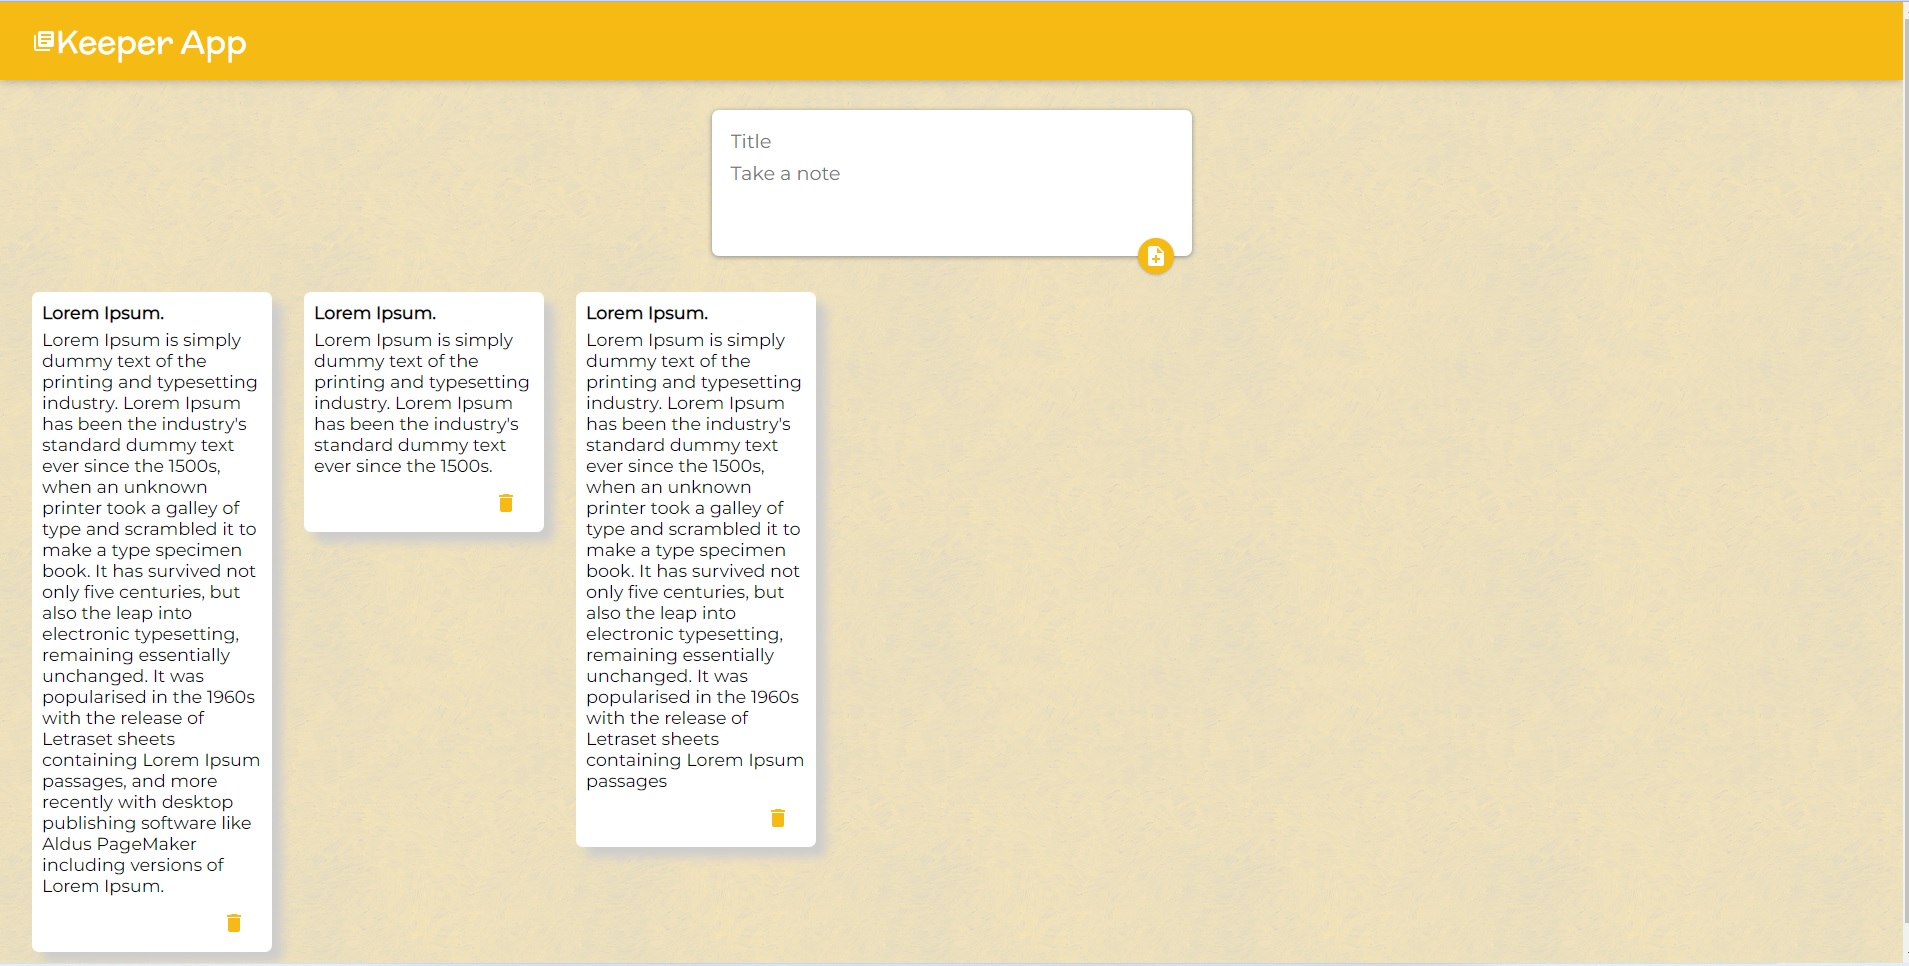 Keeper App
Title
Take a note
Lorem Ipsum.
Lorem Ipsum is simply
dummy text of the
printing and typesetting
industry. Lorem Ipsum
has been the industry's
standard dummy text
ever since the 1500s,
when an unknown
printer took a galley of
type and scrambled it to
make a type specimen
book. It has survived not
only five centuries, but
also the leap into
electronic typesetting,
remaining essentially
unchanged. It was
popularised in the 1960s
with the release of
Letraset sheets
containing Lorem Ipsum
passages, and more
recently with desktop
publishing software like
Aldus PageMaker
including versions of
Lorem Ipsum.
Lorem Ipsum.
Lorem Ipsum is simply
dummy text of the
printing and typesetting
industry. Lorem Ipsum
has been the industry's
standard dummy text
ever since the 1500s.
Lorem Ipsum.
Lorem Ipsum is simply
dummy text of the
printing and typesetting
industry. Lorem Ipsum
has been the industry's
standard dummy text
ever since the 1500s,
when an unknown
printer took a galley of
type and scrambled it to
make a type specimen
book. It has survived not
only five centuries, but
also the leap into
electronic typesetting,
remaining essentially
unchanged. It was
popularised in the 1960s
with the release of
Letraset sheets
containing Lorem Ipsum
passages